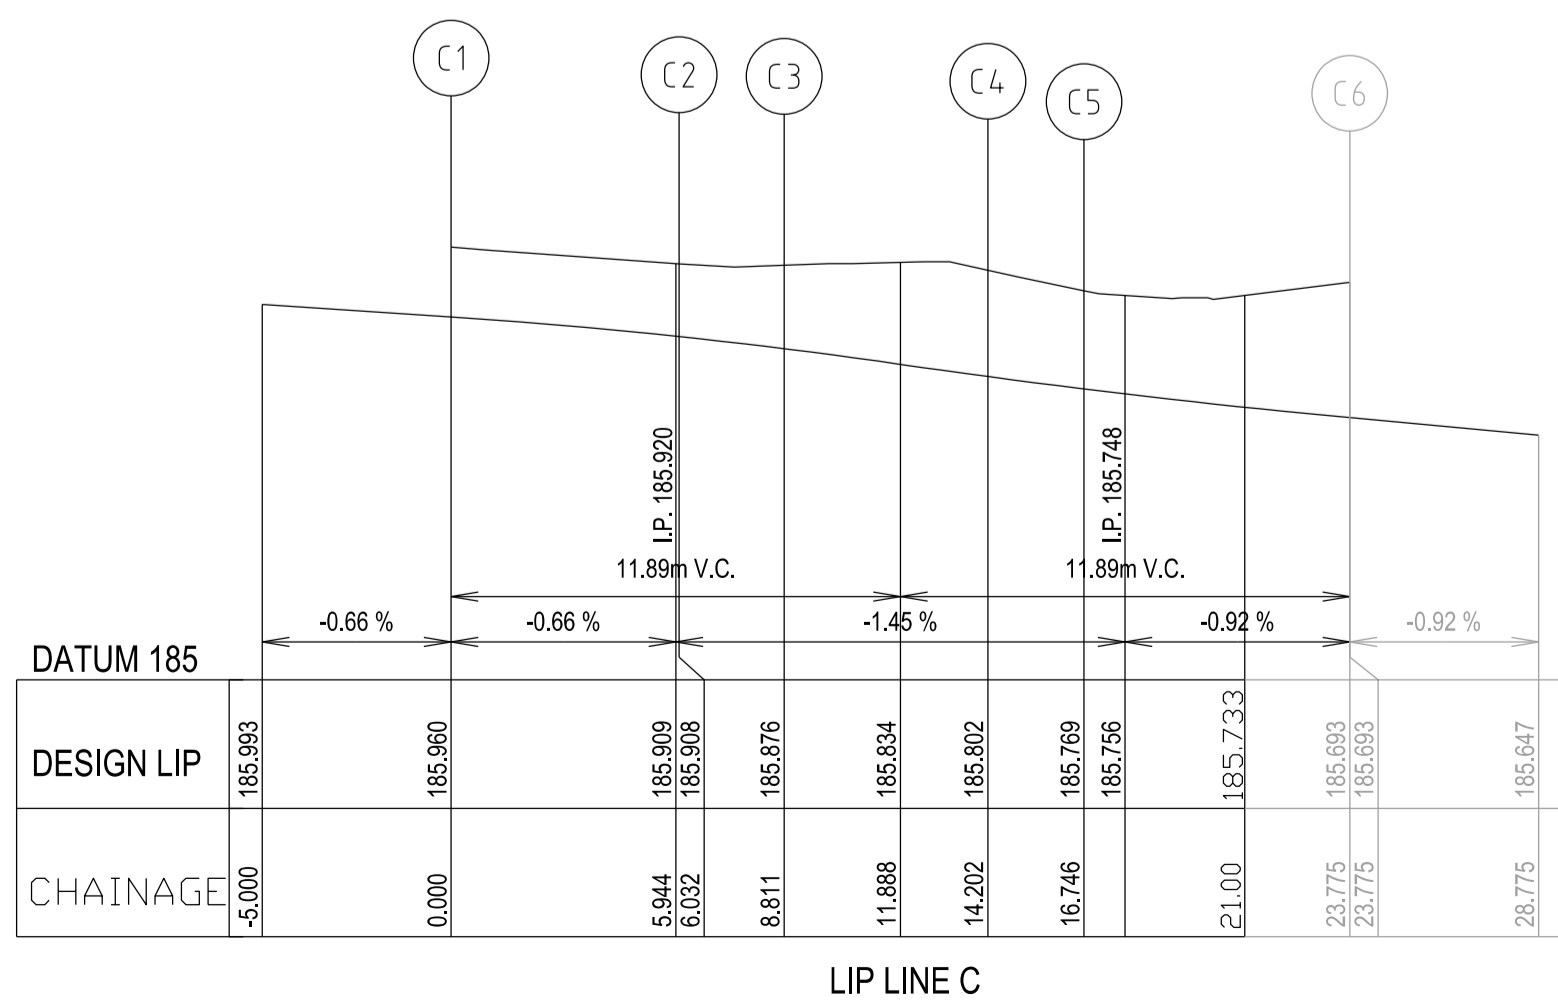 C1 C2 C3 C4 C5 C6
I.P. 185.920
I.P. 185.748
11.89m V.C. 11.89m V.C.
-0.66 % -0.66 % -1.45 % -0.92 % -0.92 %
DATUM 185
DESIGN LIP 185.993 185.960 185.909 185.908 185.876 185.834 185.802 185.769 185.756 185.733 185.693 185.693 185.647
CHAINAGE -5.000 0.000 5.944 6.032 8.811 11.888 14.202 16.746 21.00 23.775 23.775 28.775
LIP LINE C